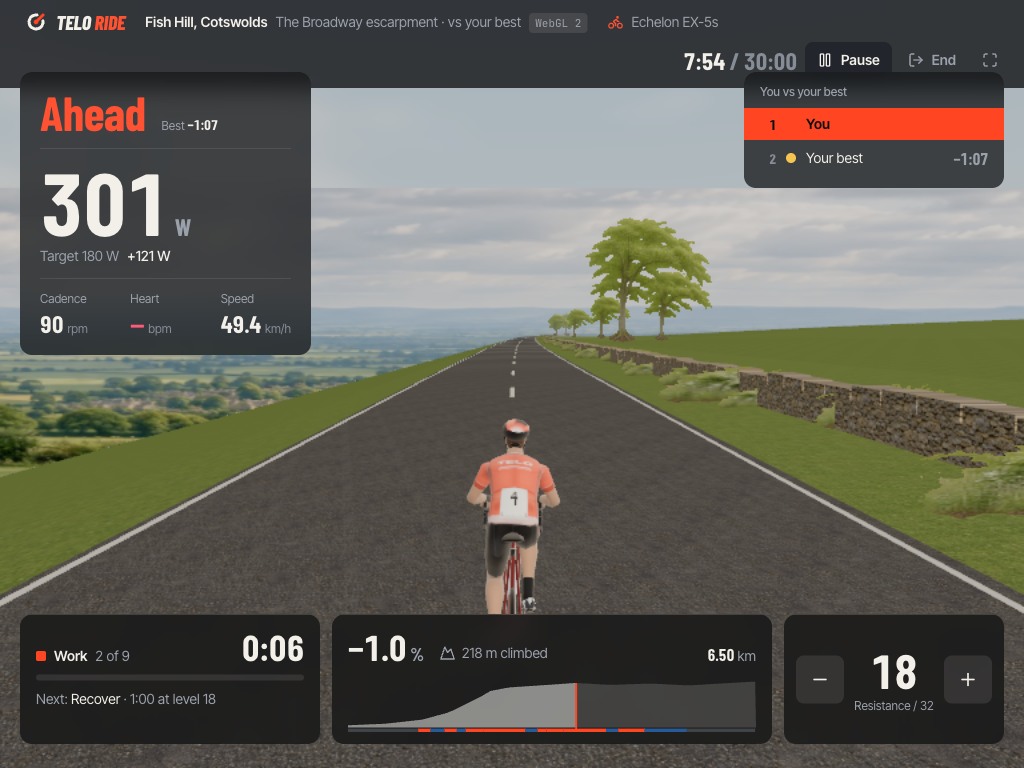 TELO RIDE Fish Hill, Cotswolds The Broadway escarpment · vs your best WebGL 2 Echelon EX-5s
7:54 / 30:00 Pause End
Ahead Best −1:07
301 W
Target 180 W +121 W
Cadence Heart Speed
90 rpm – bpm 49.4 km/h
You vs your best
1 You
2 Your best −1:07
TELO
4
Work 2 of 9 0:06
Next: Recover · 1:00 at level 18
−1.0 % 218 m climbed 6.50 km
− 18 +
Resistance / 32